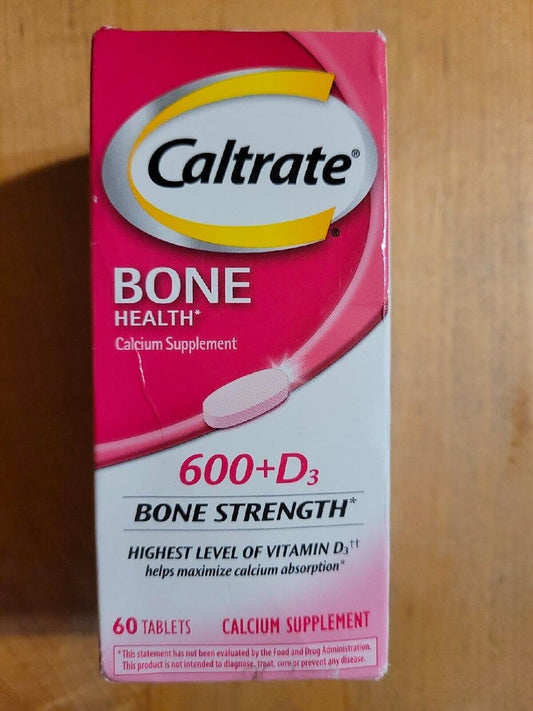 Caltrate®
®
BONE
HEALTH*
Calcium Supplement
600+D₃
BONE STRENGTH*
HIGHEST LEVEL OF VITAMIN D₃††
helps maximize calcium absorption*
60 TABLETS CALCIUM SUPPLEMENT
*This statement has not been evaluated by the Food and Drug Administration.
This product is not intended to diagnose, treat, cure or prevent any disease.